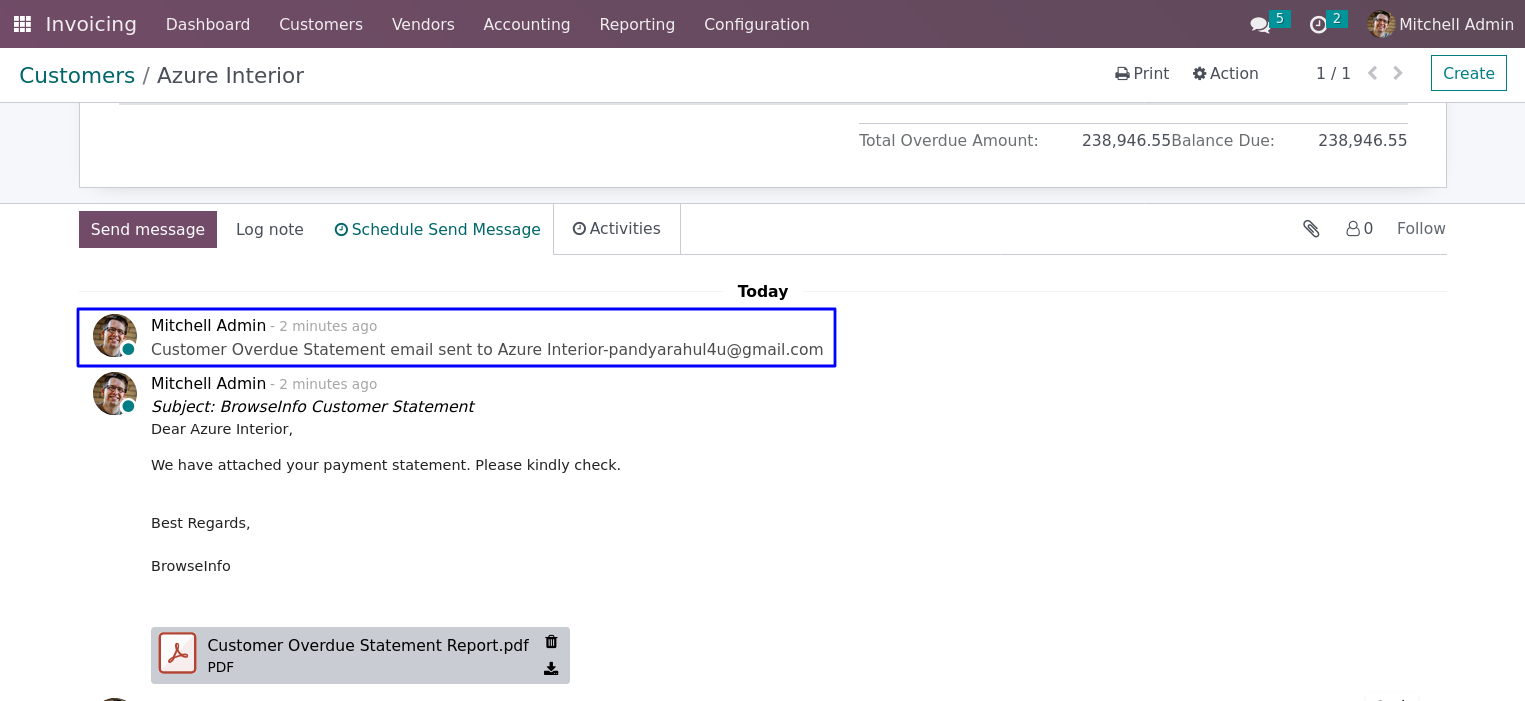 Invoicing Dashboard Customers Vendors Accounting Reporting Configuration 5 2 Mitchell Admin
Customers / Azure Interior Print Action 1 / 1 Create
Total Overdue Amount: 238,946.55 Balance Due: 238,946.55
Send message Log note Schedule Send Message Activities 0 Follow
Today
Mitchell Admin - 2 minutes ago
Customer Overdue Statement email sent to Azure Interior-pandyarahul4u@gmail.com
Mitchell Admin - 2 minutes ago
Subject: BrowseInfo Customer Statement
Dear Azure Interior,
We have attached your payment statement. Please kindly check.
Best Regards,
BrowseInfo
Customer Overdue Statement Report.pdf
PDF